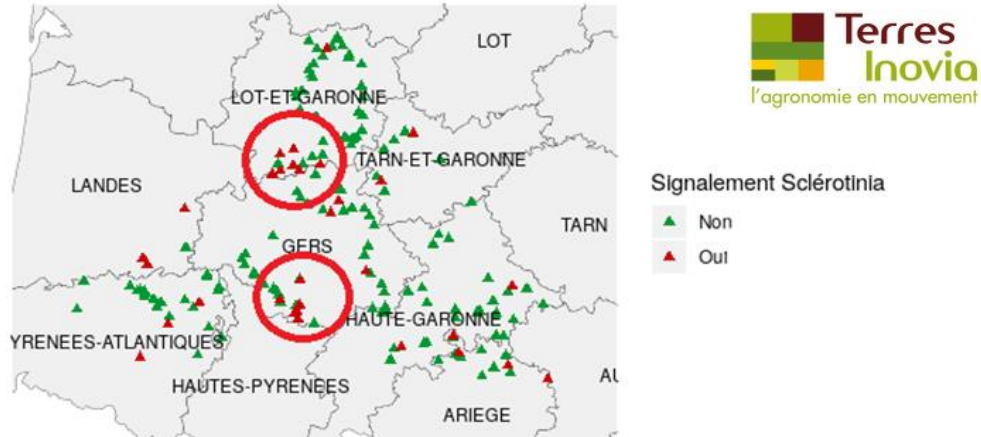 LOT
LOT-ET-GARONNE
TARN-ET-GARONNE
LANDES
TARN
GERS
HAUTE-GARONNE
YRENEES-ATLANTIQUES
HAUTES-PYRENEES
AU
ARIEGE
Terres
Inovia
l'agronomie en mouvement
Signalement Sclérotinia
Non
Oui